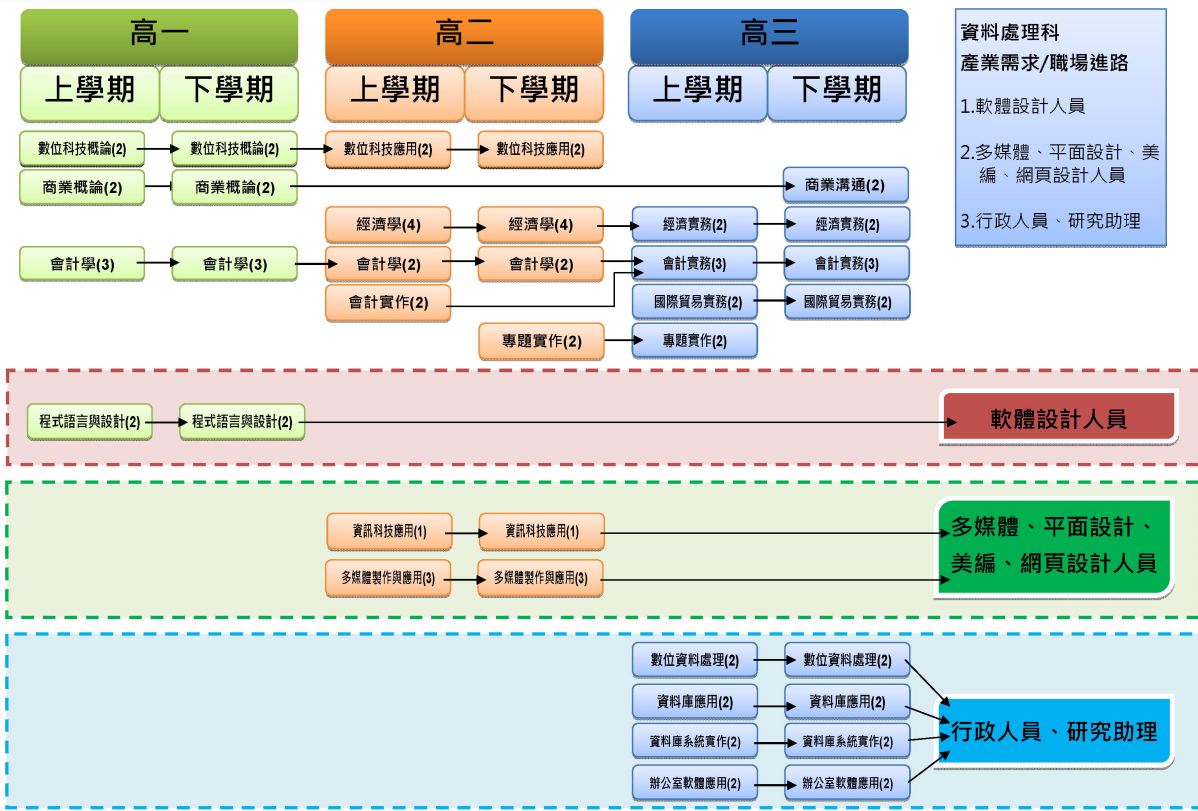 高一
高二
高三
上學期 下學期 上學期 下學期 上學期 下學期
資料處理科
產業需求/職場進路
1.軟體設計人員
2.多媒體、平面設計、美
編、網頁設計人員
3.行政人員、研究助理
數位科技概論(2) 數位科技概論(2) 數位科技應用(2) 數位科技應用(2)
商業概論(2) 商業概論(2) 商業溝通(2)
經濟學(4) 經濟學(4) 經濟實務(2) 經濟實務(2)
會計學(3) 會計學(3) 會計學(2) 會計學(2) 會計實務(3) 會計實務(3)
會計實作(2) 國際貿易實務(2) 國際貿易實務(2)
專題實作(2) 專題實作(2)
程式語言與設計(2) 程式語言與設計(2) 軟體設計人員
資訊科技應用(1) 資訊科技應用(1)
多媒體製作與應用(3) 多媒體製作與應用(3)
多媒體、平面設計、
美編、網頁設計人員
數位資料處理(2) 數位資料處理(2)
資料庫應用(2) 資料庫應用(2)
資料庫系統實作(2) 資料庫系統實作(2)
辦公室軟體應用(2) 辦公室軟體應用(2)
行政人員、研究助理